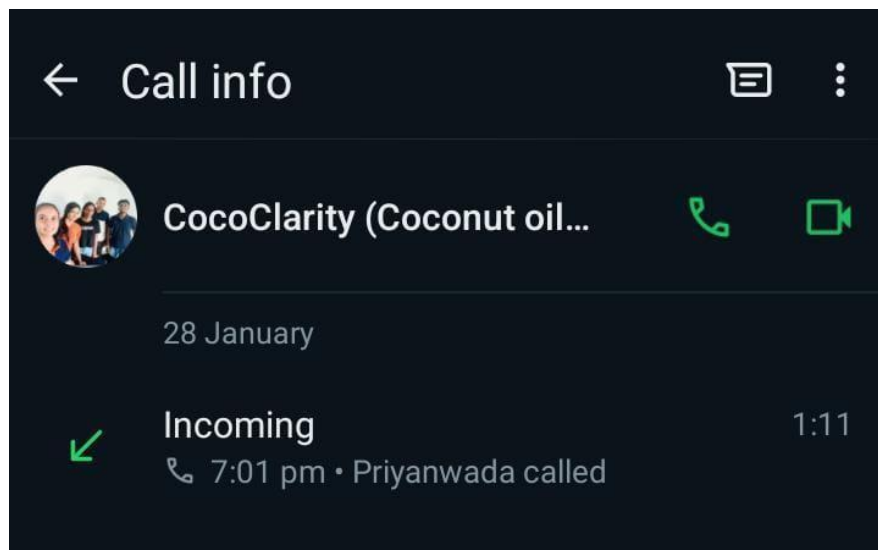 Call info
CocoClarity (Coconut oil...
28 January
Incoming 1:11
7:01 pm • Priyanwada called